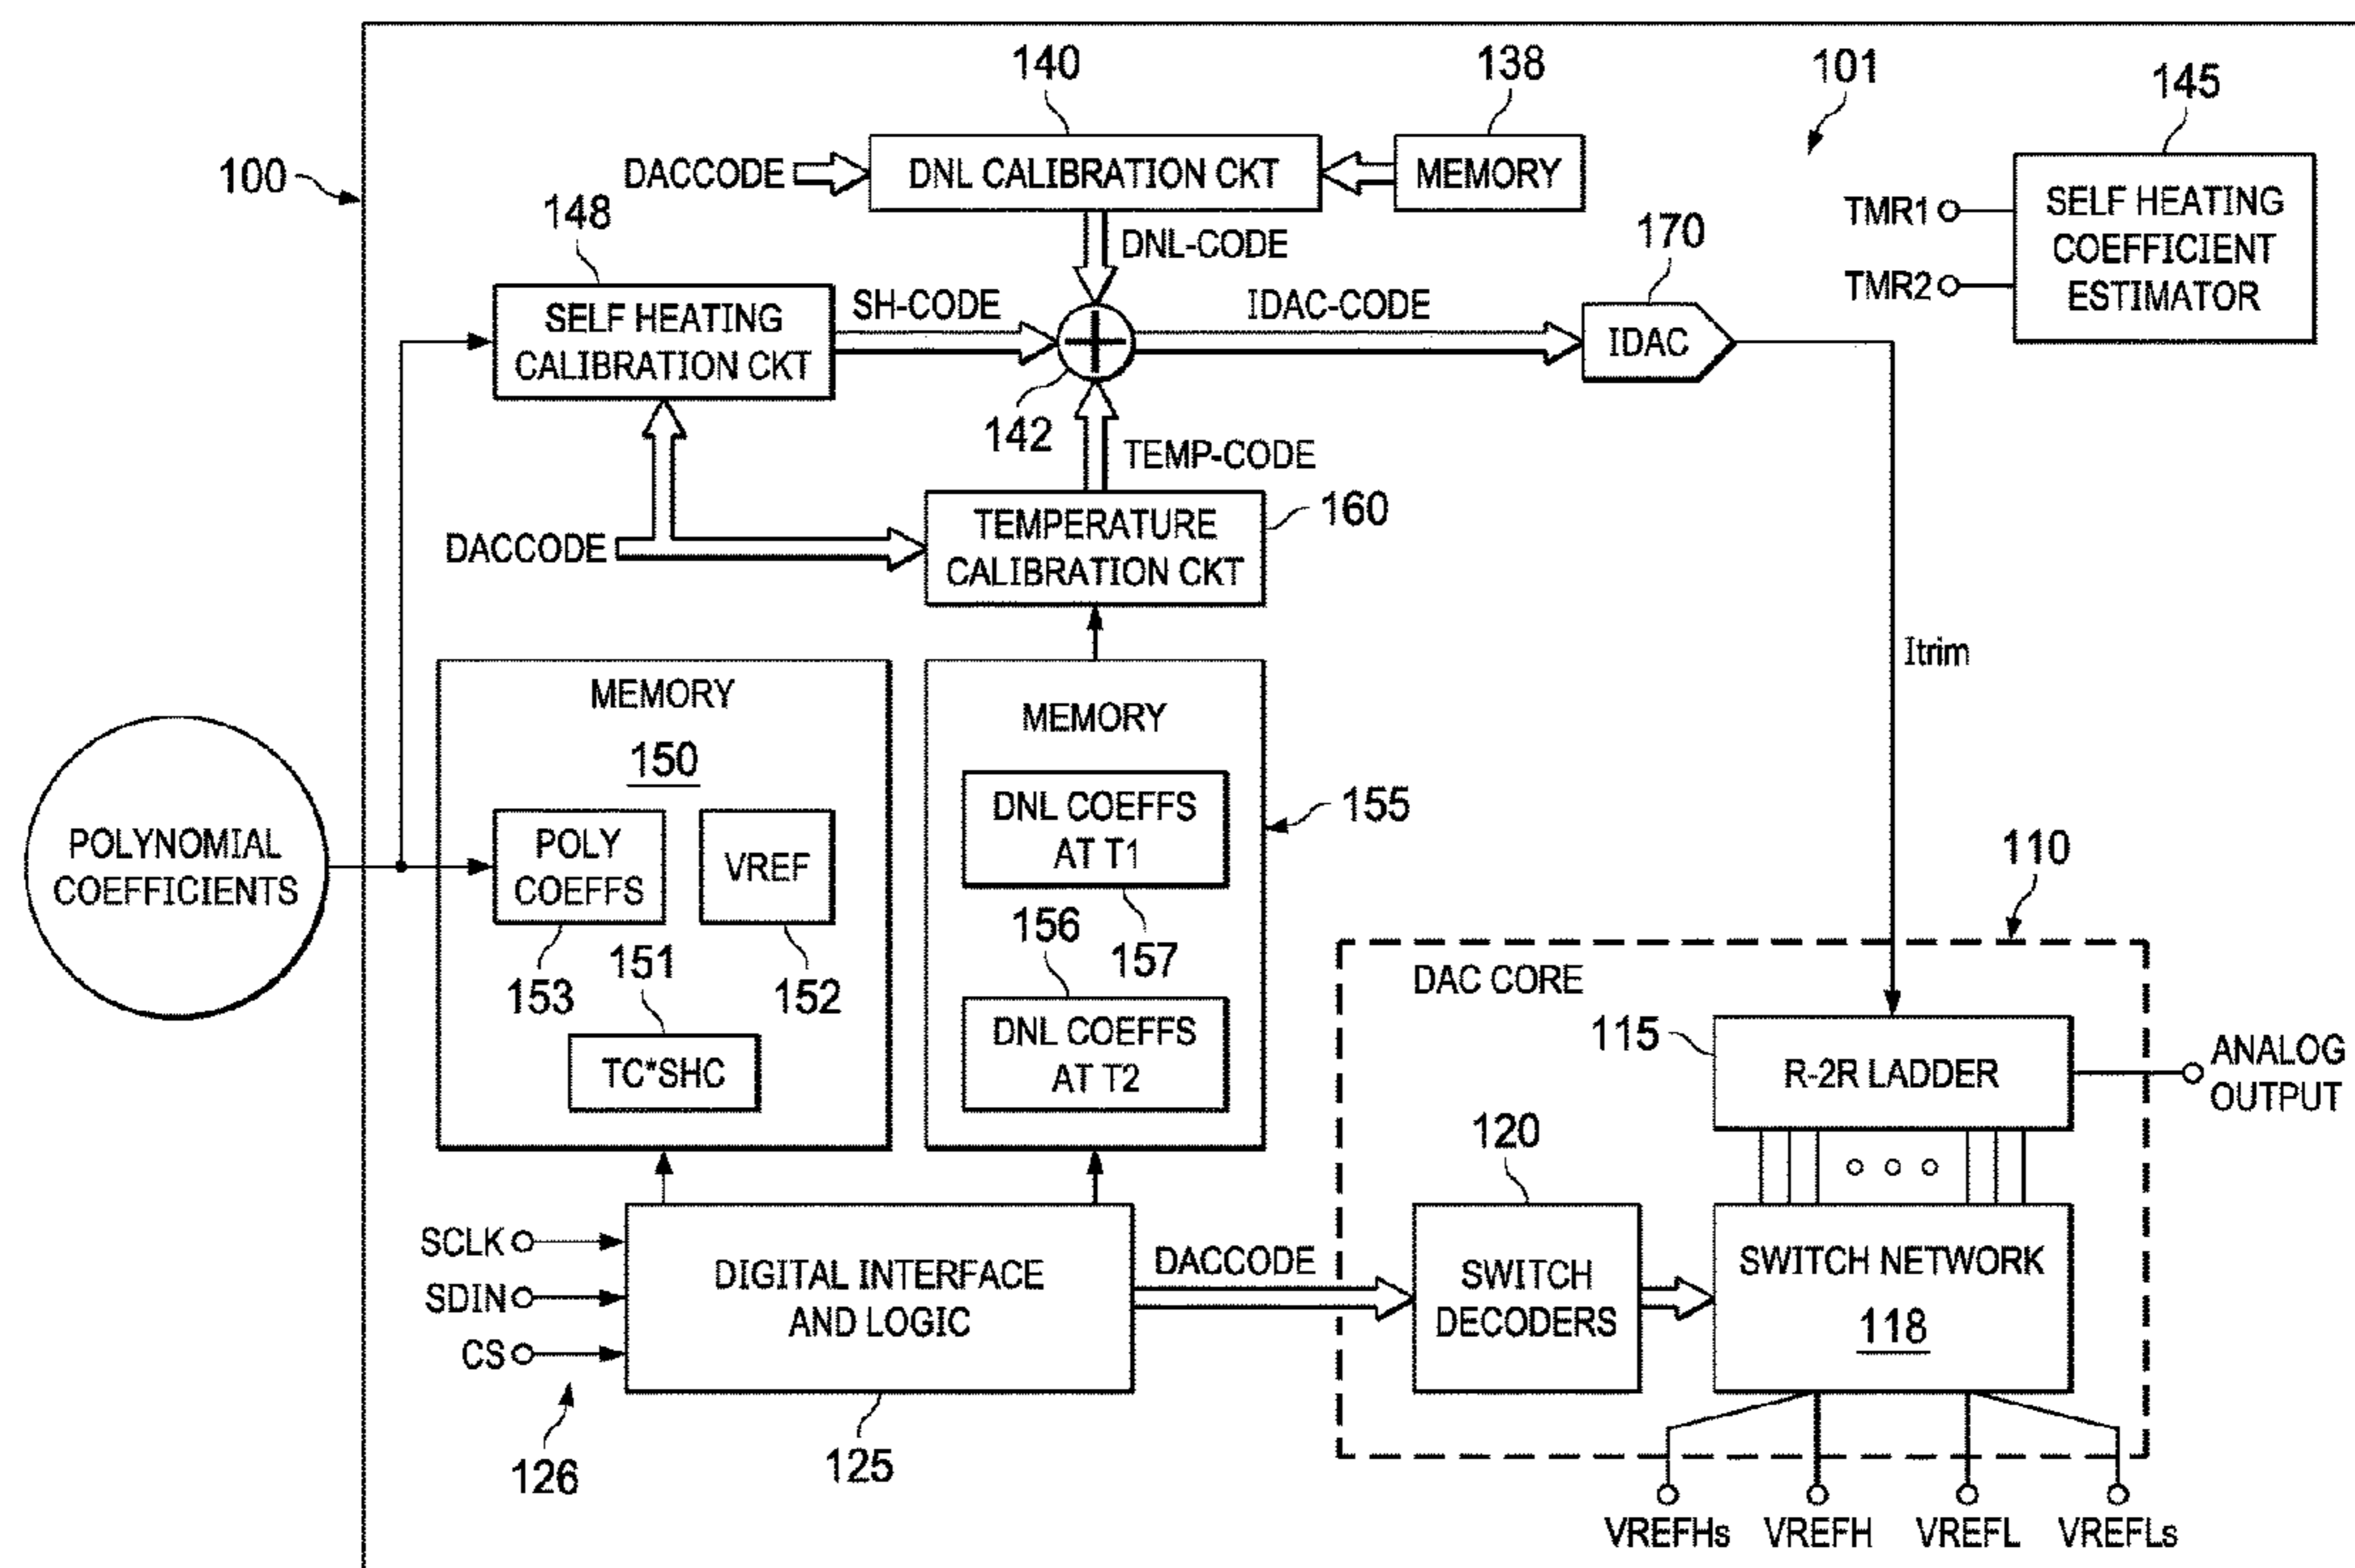 140
138
101
145
100
DACCODE
DNL CALIBRATION CKT
MEMORY
148
DNL-CODE
170
TMR1
TMR2
SELF HEATING
COEFFICIENT
ESTIMATOR
SELF HEATING
CALIBRATION CKT
SH-CODE
IDAC-CODE
IDAC
142
TEMP-CODE
160
DACCODE
TEMPERATURE
CALIBRATION CKT
Itrim
MEMORY
150
MEMORY
POLYNOMIAL
COEFFICIENTS
POLY
COEFFS
VREF
DNL COEFFS
AT T1
155
153
151
152
156
157
TC*SHC
DNL COEFFS
AT T2
110
DAC CORE
115
R-2R LADDER
ANALOG
OUTPUT
120
SCLK
SDIN
CS
126
DIGITAL INTERFACE
AND LOGIC
125
DACCODE
SWITCH
DECODERS
SWITCH NETWORK
118
VREFHs
VREFH
VREFL
VREFLs